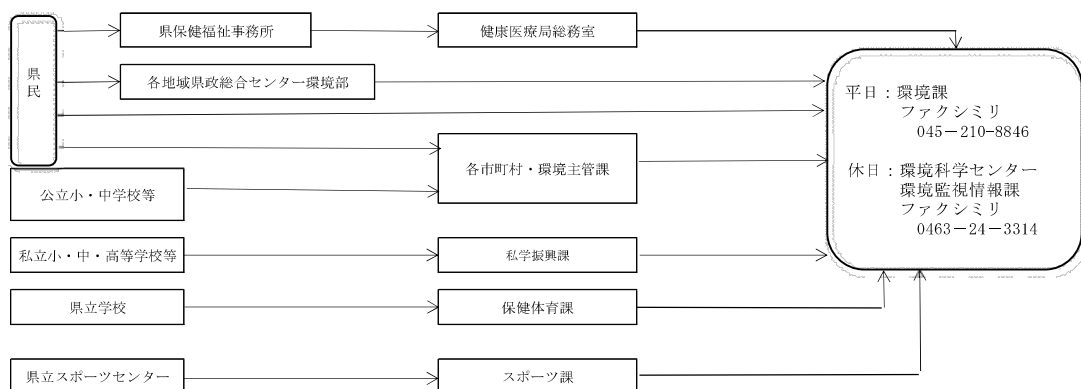 県民
県保健福祉事務所
健康医療局総務室
各地域県政総合センター環境部
各市町村・環境主管課
公立小・中学校等
私立小・中・高等学校等
私学振興課
県立学校
保健体育課
県立スポーツセンター
スポーツ課
平日：環境課
ファクシミリ
045－210-8846
休日：環境科学センター
環境監視情報課
ファクシミリ
0463－24－3314